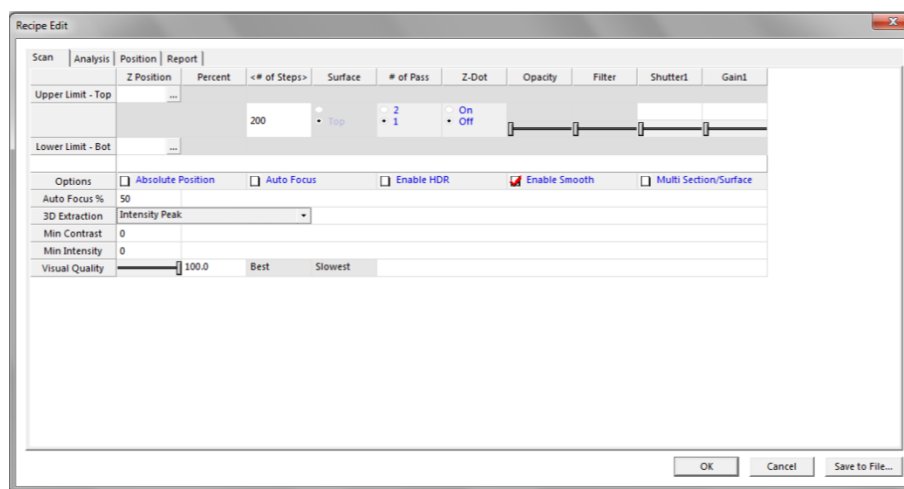 Recipe Edit
Scan Analysis Position Report
Z Position Percent <# of Steps> Surface # of Pass Z-Dot Opacity Filter Shutter1 Gain1
Upper Limit - Top ...
2 On
200 Top 1 Off
Lower Limit - Bot ...
Options Absolute Position Auto Focus Enable HDR Enable Smooth Multi Section/Surface
Auto Focus % 50
3D Extraction Intensity Peak
Min Contrast 0
Min Intensity 0
Visual Quality 100.0 Best Slowest
OK Cancel Save to File...